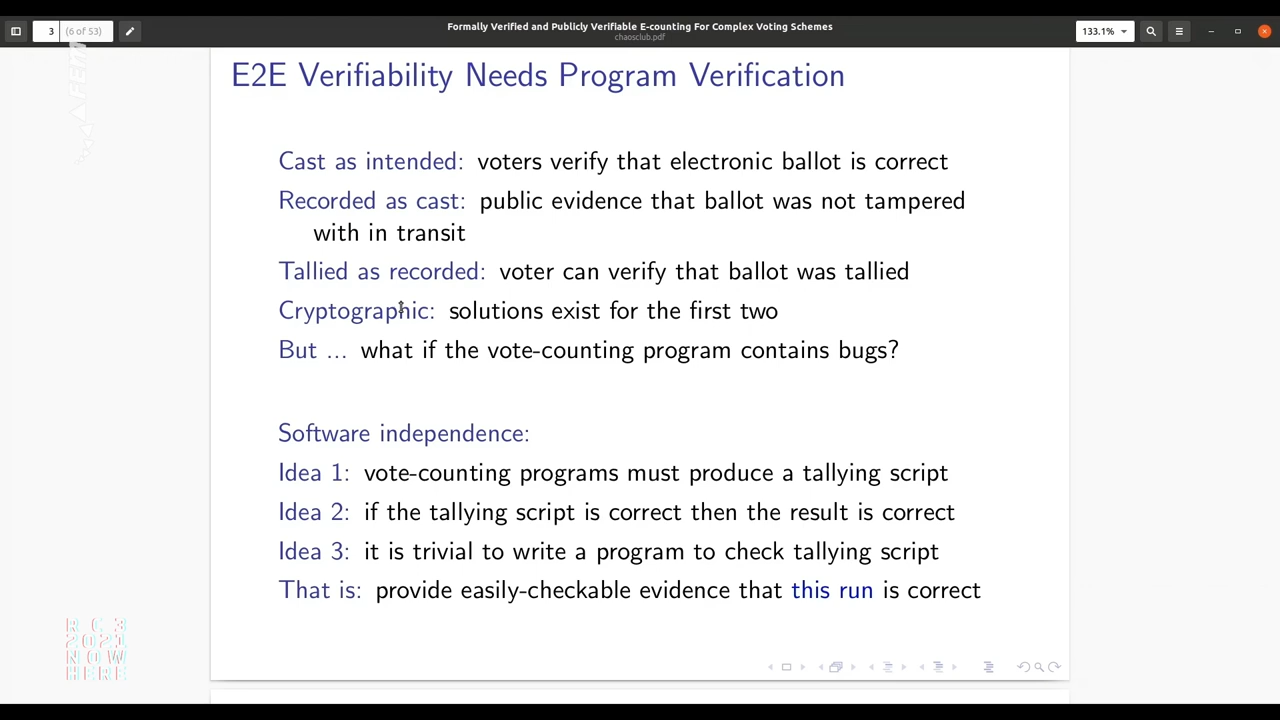 Formally Verified and Publicly Verifiable E-counting For Complex Voting Schemes
chaosclub.pdf
3 (6 of 53)
133.1%
E2E Verifiability Needs Program Verification
Cast as intended: voters verify that electronic ballot is correct
Recorded as cast: public evidence that ballot was not tampered
with in transit
Tallied as recorded: voter can verify that ballot was tallied
Cryptographic: solutions exist for the first two
But ... what if the vote-counting program contains bugs?
Software independence:
Idea 1: vote-counting programs must produce a tallying script
Idea 2: if the tallying script is correct then the result is correct
Idea 3: it is trivial to write a program to check tallying script
That is: provide easily-checkable evidence that this run is correct
RC3
2021
NOW
HERE